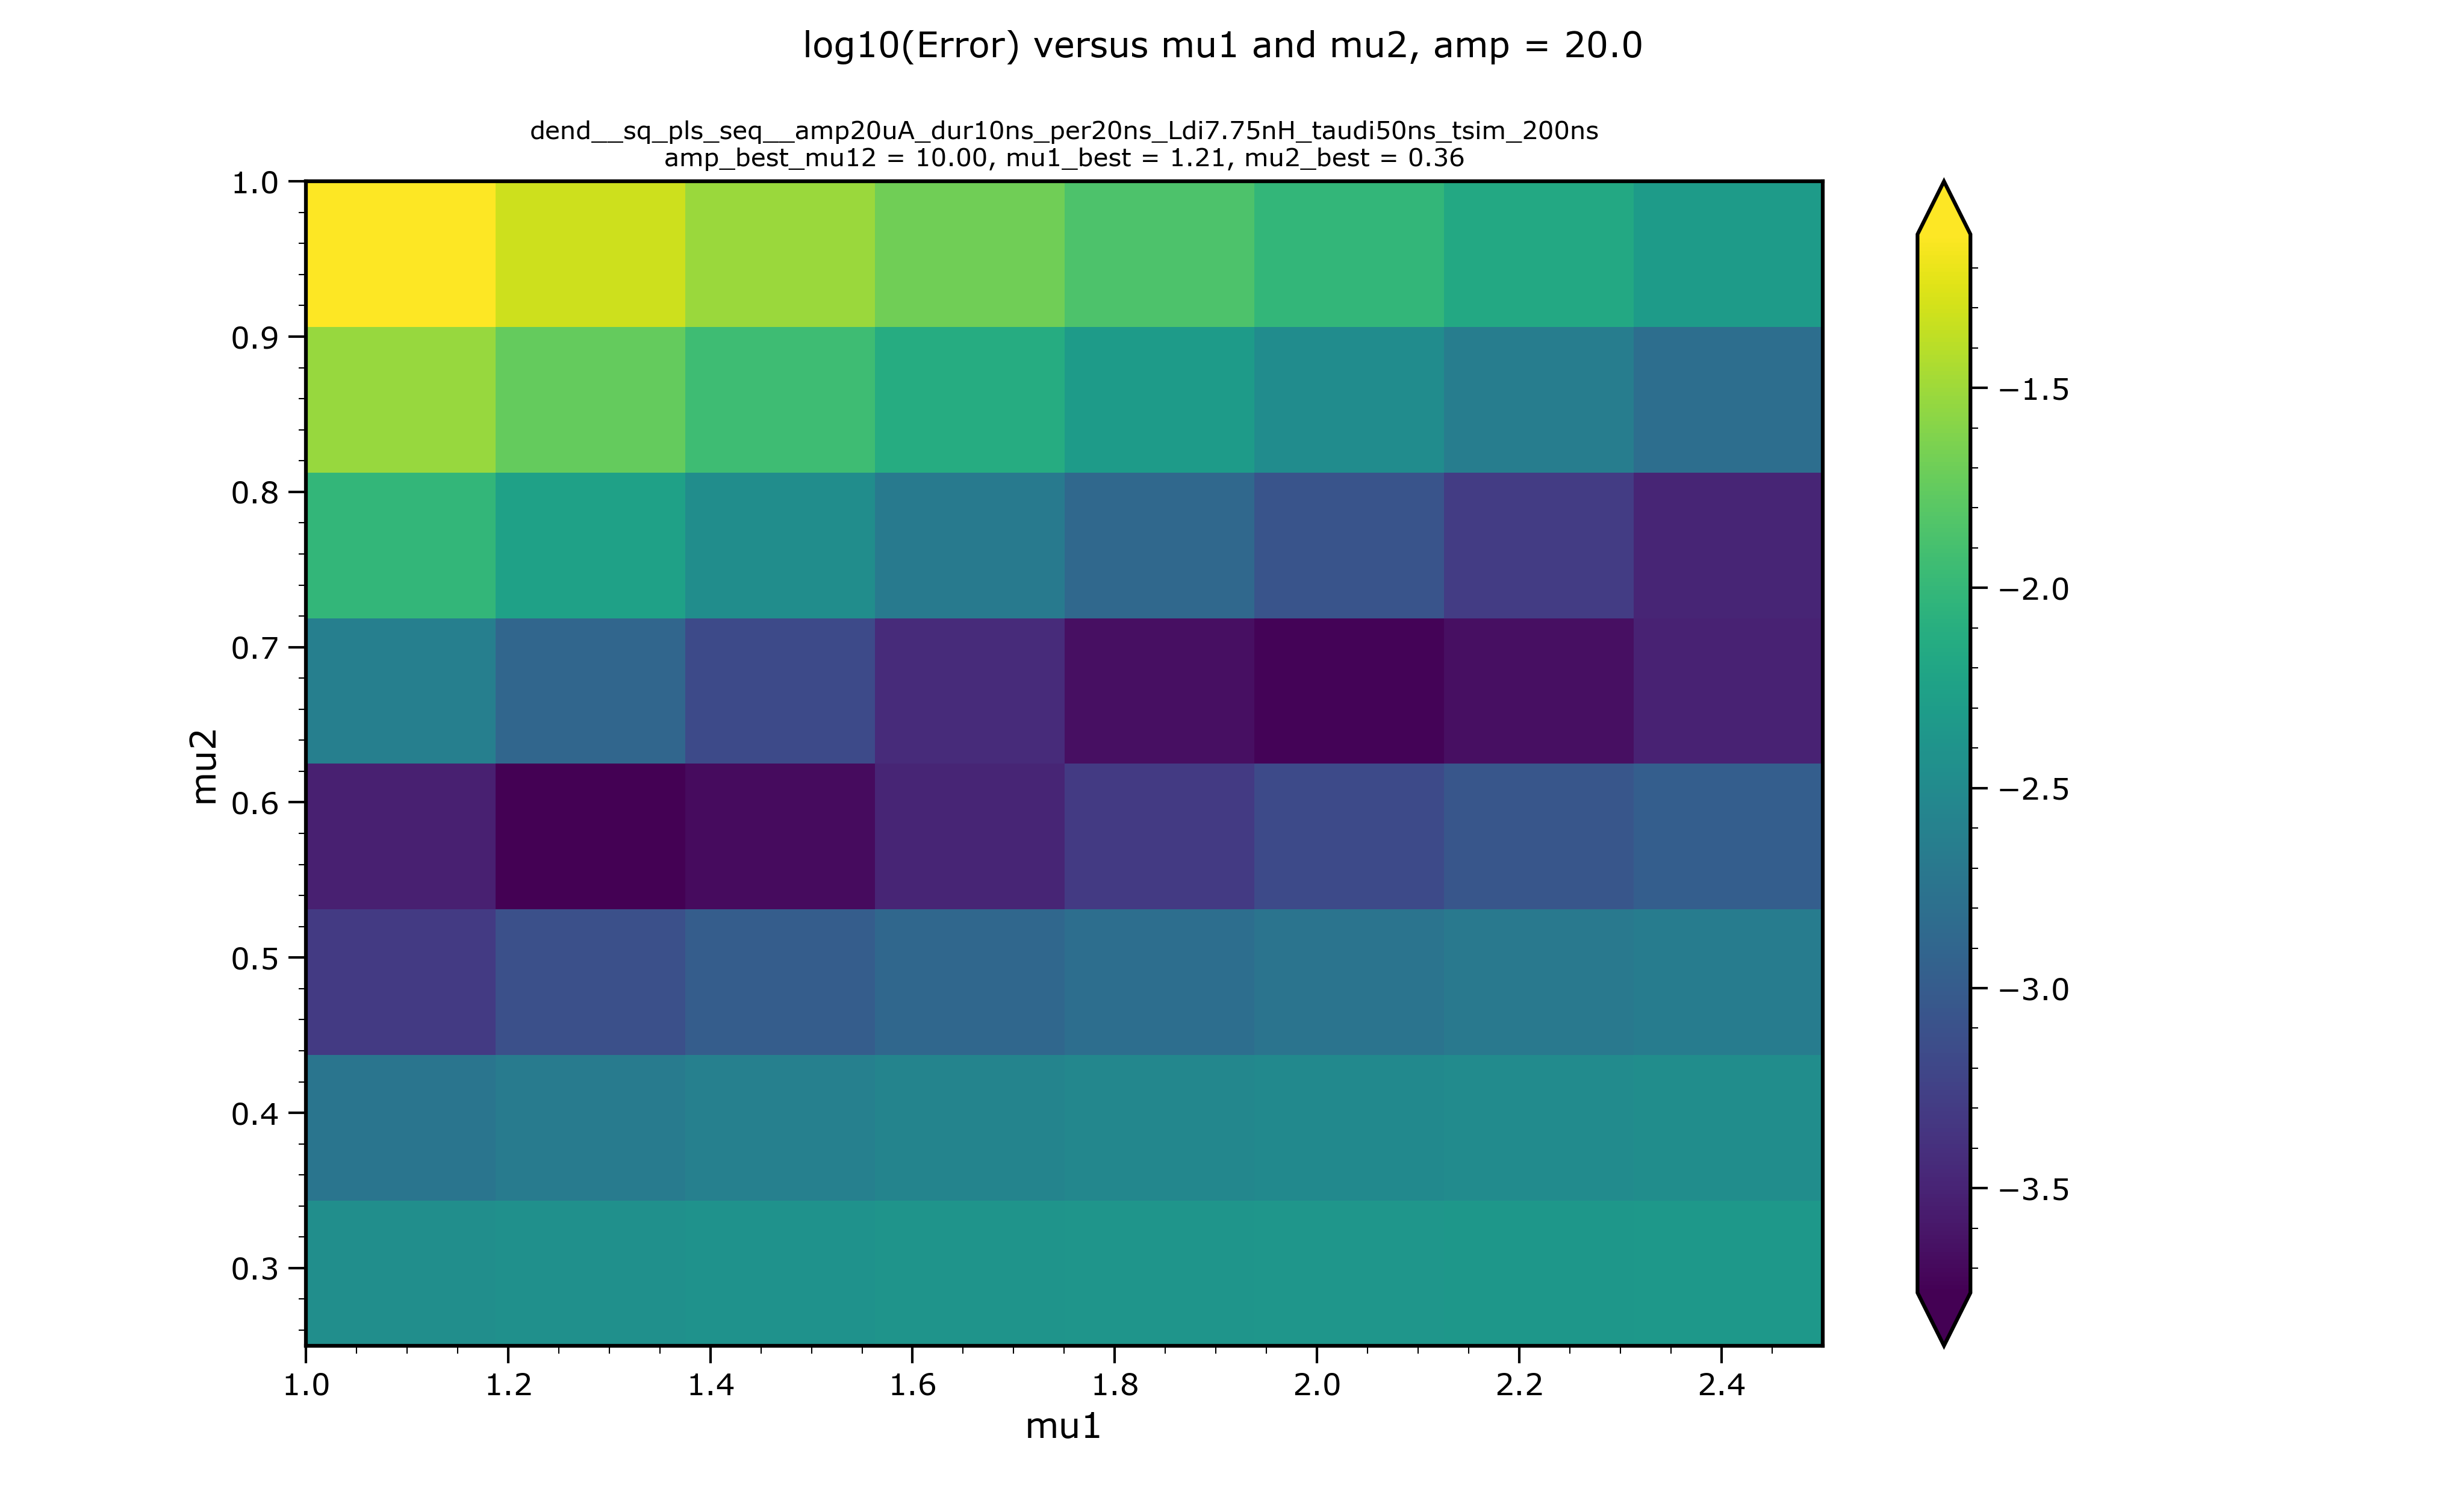 log10(Error) versus mu1 and mu2, amp = 20.0
dend__sq_pls_seq__amp20uA_dur10ns_per20ns_Ldi7.75nH_taudi50ns_tsim_200ns
amp_best_mu12 = 10.00, mu1_best = 1.21, mu2_best = 0.36
1.0
0.9
0.8
0.7
0.6
0.5
0.4
0.3
mu2
1.0 1.2 1.4 1.6 1.8 2.0 2.2 2.4
mu1
−1.5
−2.0
−2.5
−3.0
−3.5